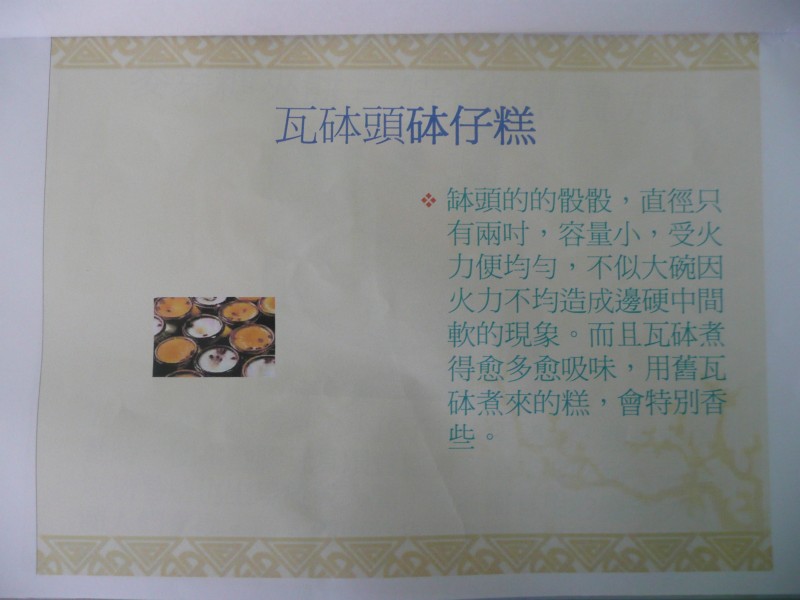 瓦砵頭砵仔糕
缽頭的的骰骰，直徑只
有兩吋，容量小，受火
力便均勻，不似大碗因
火力不均造成邊硬中間
軟的現象。而且瓦砵煮
得愈多愈吸味，用舊瓦
砵煮來的糕，會特別香
些。